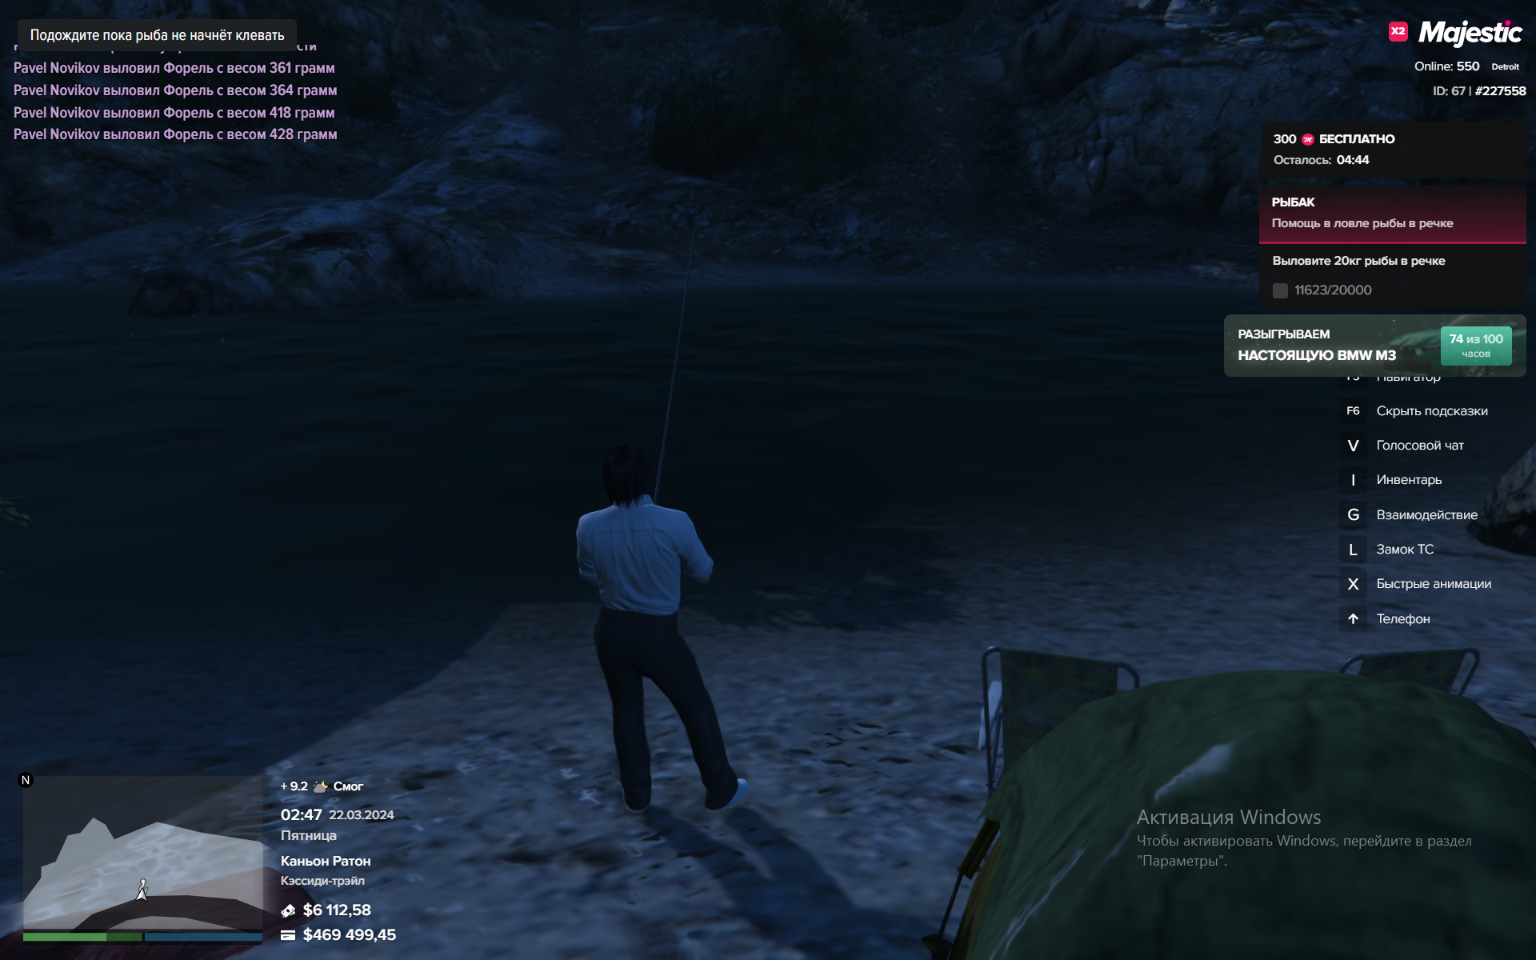 Подождите пока рыба не начнёт клевать
Pavel Novikov выловил Форель с весом 361 грамм
Pavel Novikov выловил Форель с весом 364 грамм
Pavel Novikov выловил Форель с весом 418 грамм
Pavel Novikov выловил Форель с весом 428 грамм
X2 Majestic
Online: 550 Detroit
ID: 67 | #227558
300 БЕСПЛАТНО
Осталось: 04:44
РЫБАК
Помощь в ловле рыбы в речке
Выловите 20кг рыбы в речке
11623/20000
РАЗЫГРЫВАЕМ
НАСТОЯЩУЮ BMW M3
74 из 100
часов
Навигатор
F6 Скрыть подсказки
V Голосовой чат
I Инвентарь
G Взаимодействие
L Замок ТС
X Быстрые анимации
↑ Телефон
N
+ 9.2 Смог
02:47 22.03.2024
Пятница
Каньон Ратон
Кэссиди-трэйл
$6 112,58
$469 499,45
Активация Windows
Чтобы активировать Windows, перейдите в раздел
"Параметры".